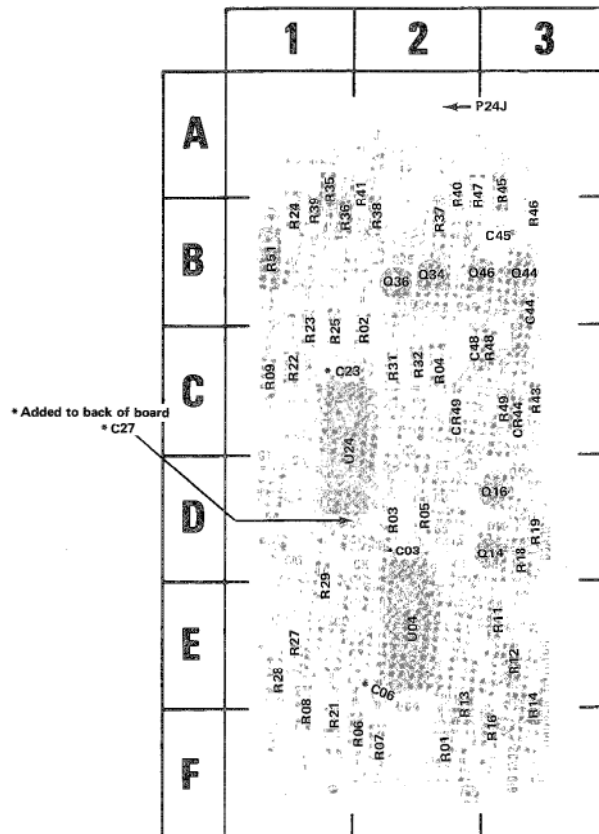 1 2 3
← P24J
A
R35 R41 R40 R47 R45
R24 R39 R36 R38 R37 R46
C45
B
R51 Q36 Q34 Q46 Q44
C44
R23 R25 R02
C48 R48
R09 R22 * C23 R31 R32 R04
C
R49 R43
CR49 CR44
* Added to back of board
* C27
U24
Q16
D
R03 R05 R19
* C03 Q14 R18
R29
U04 R11
E
R27 R12
R28 * C06
R08 R21 R13 R14
R06 R07 R01 R16
F